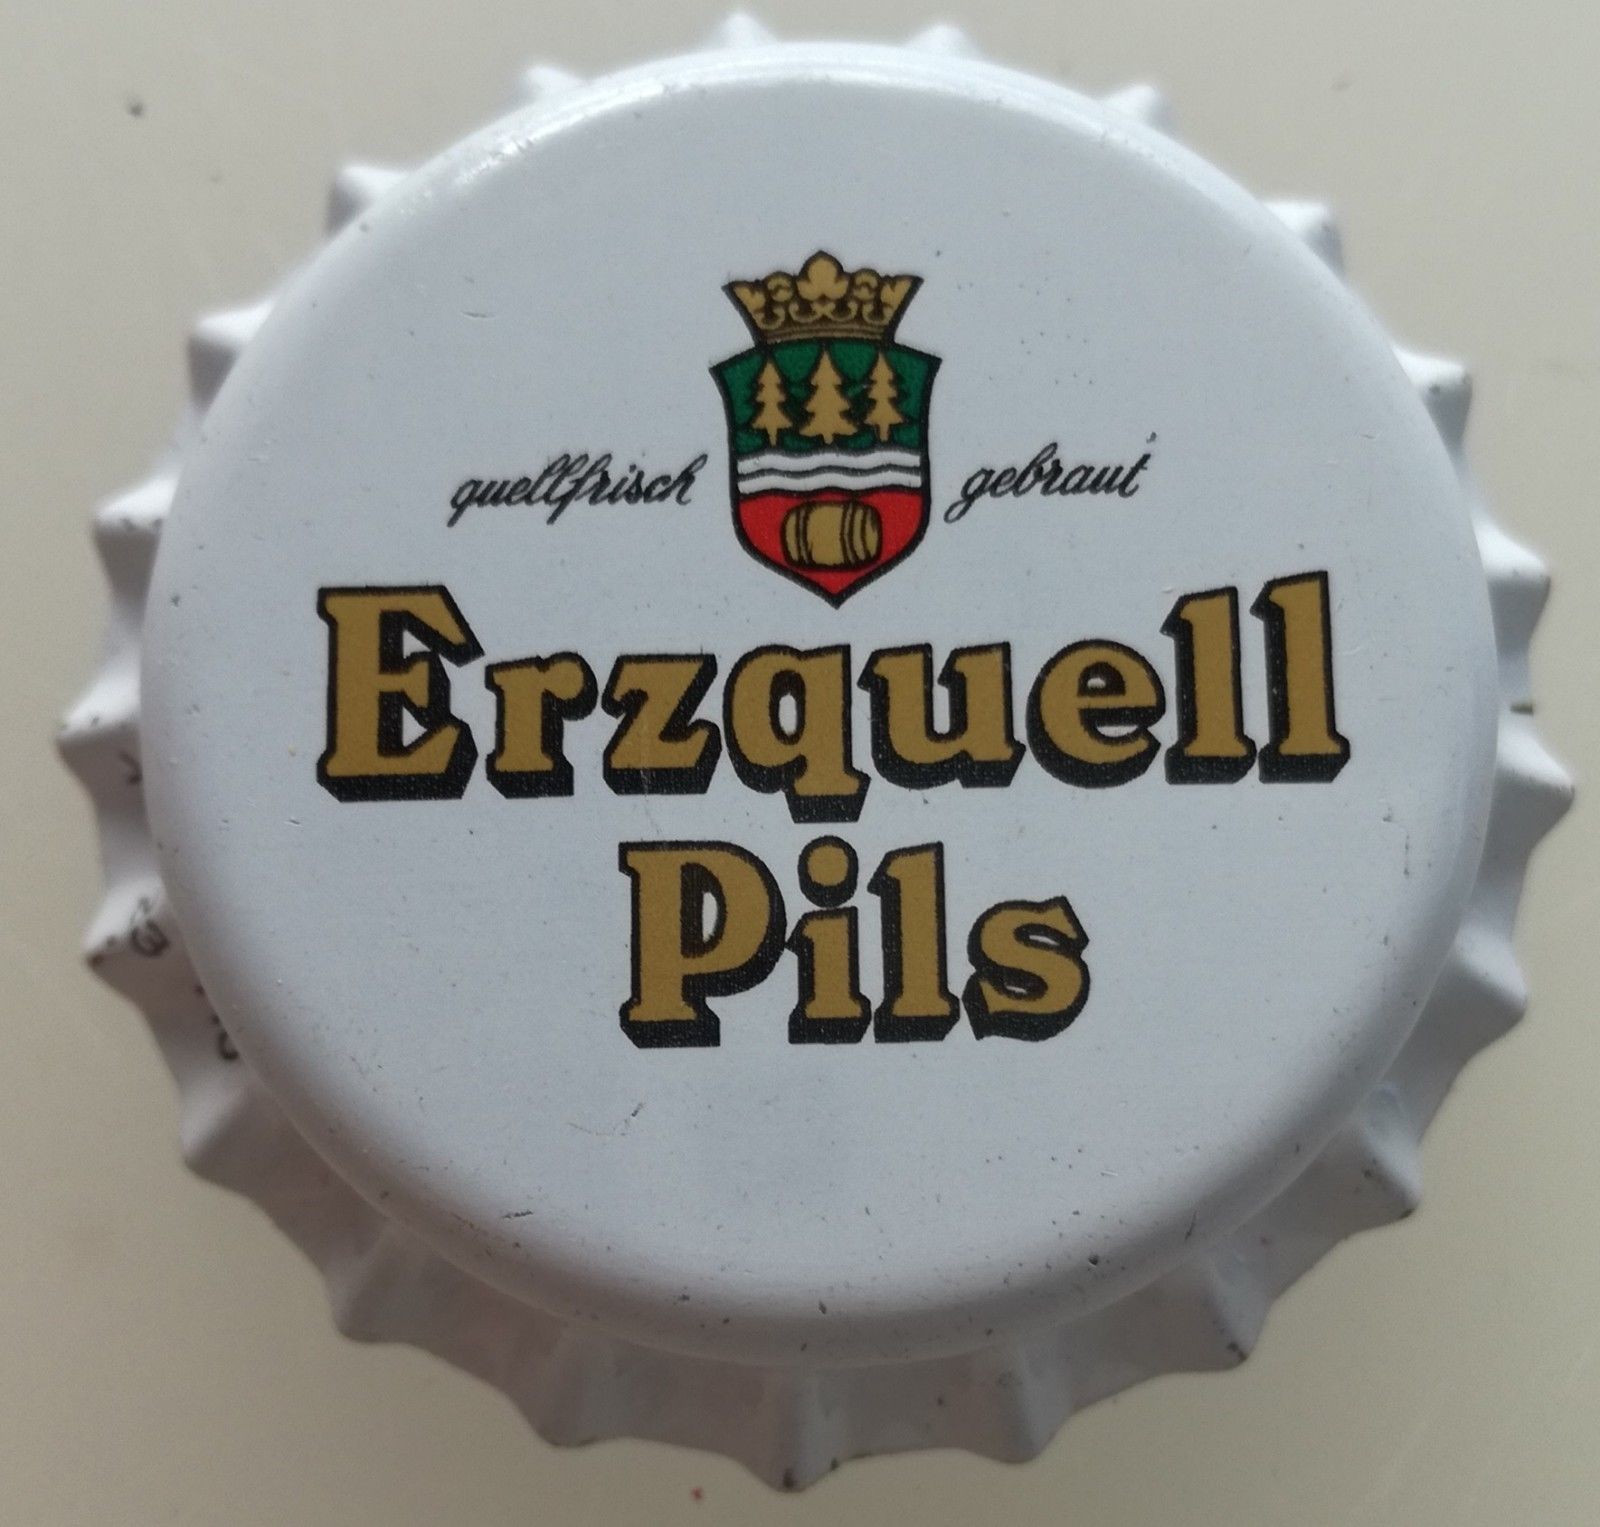 quellfrisch gebraut
Erzquell
Pils